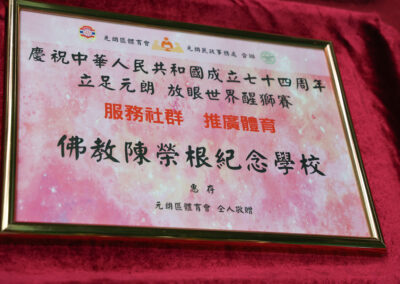 元朗區體育會 元朗民政事務處 合辦
慶祝中華人民共和國成立七十四周年
立足元朗 放眼世界醒獅賽
服務社群 推廣體育
佛教陳榮根紀念學校
惠存
元朗區體育會 仝人敬贈